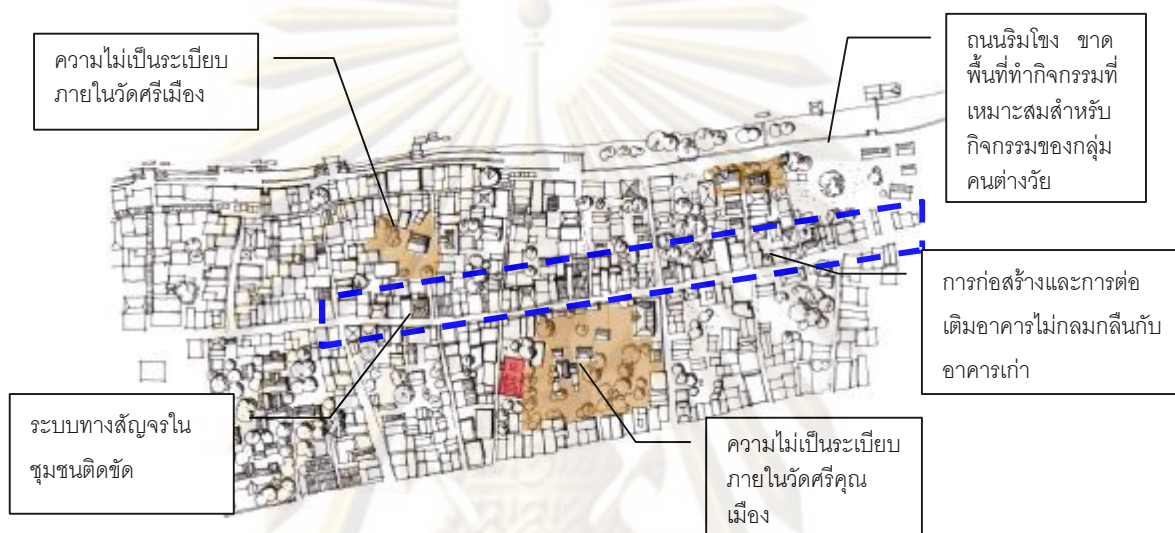 ความไม่เป็นระเบียบ
ภายในวัดศรีเมือง
ถนนริมโขง ขาด
พื้นที่ทำกิจกรรมที่
เหมาะสมสำหรับ
กิจกรรมของกลุ่ม
คนต่างวัย
การก่อสร้างและการต่อ
เติมอาคารไม่กลมกลืนกับ
อาคารเก่า
ระบบทางสัญจรใน
ชุมชนติดขัด
ความไม่เป็นระเบียบ
ภายในวัดศรีคุณ
เมือง